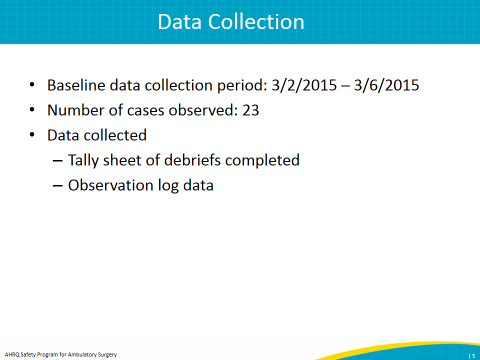 Data Collection
• Baseline data collection period: 3/2/2015 – 3/6/2015
• Number of cases observed: 23
• Data collected
– Tally sheet of debriefs completed
– Observation log data
AHRQ Safety Program for Ambulatory Surgery
| 5